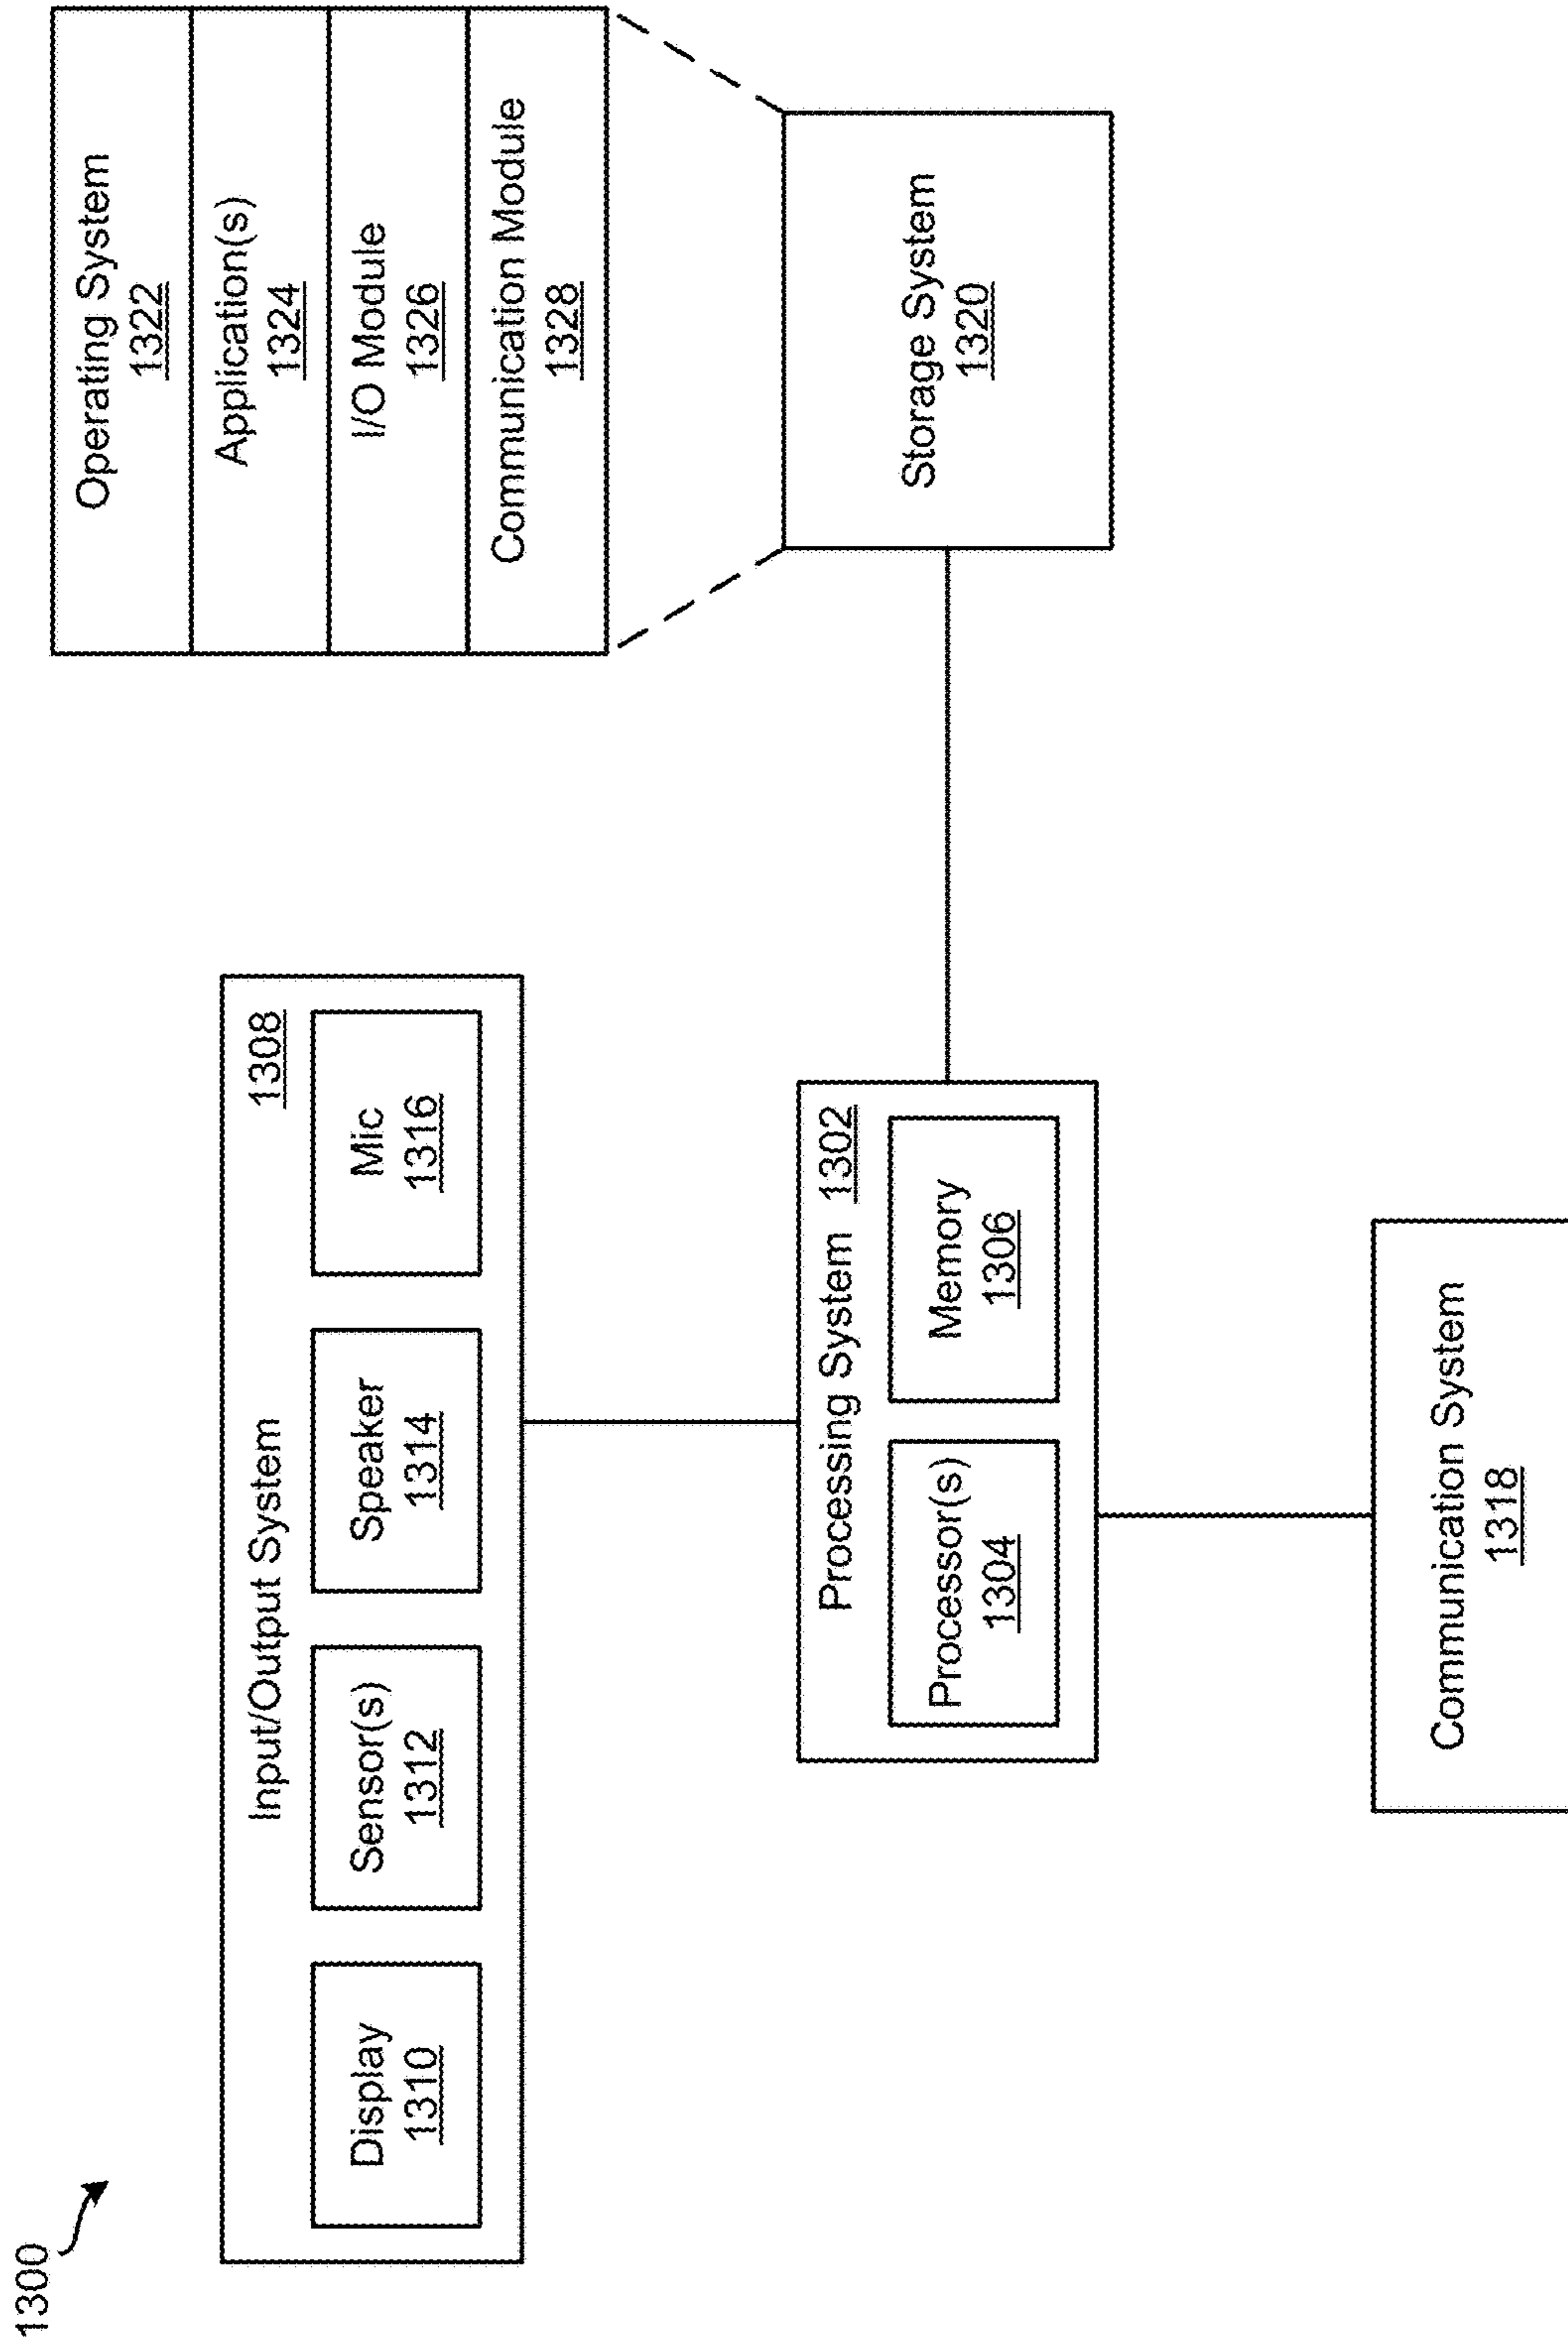 1300
Input/Output System
1308
Display
1310
Sensor(s)
1312
Speaker
1314
Mic
1316
Operating System
1322
Application(s)
1324
I/O Module
1326
Communication Module
1328
Processing System 1302
Processor(s)
1304
Memory
1306
Storage System
1320
Communication System
1318